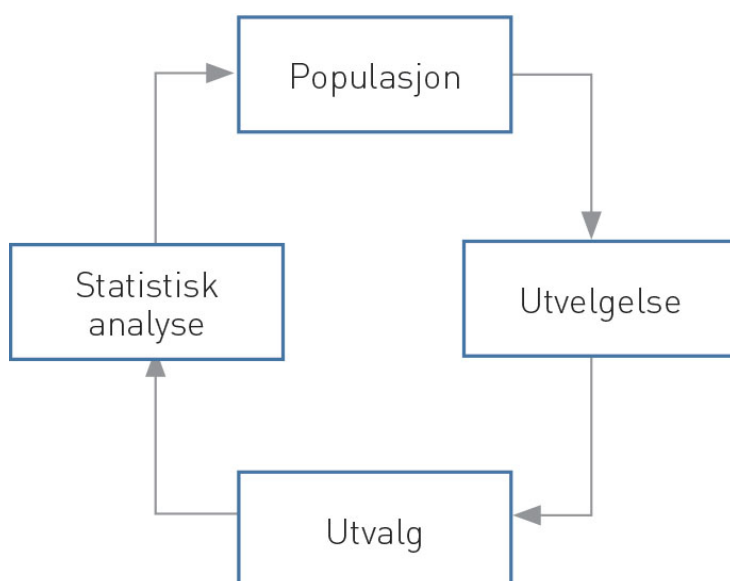 Populasjon
Utvelgelse
Utvalg
Statistisk
analyse